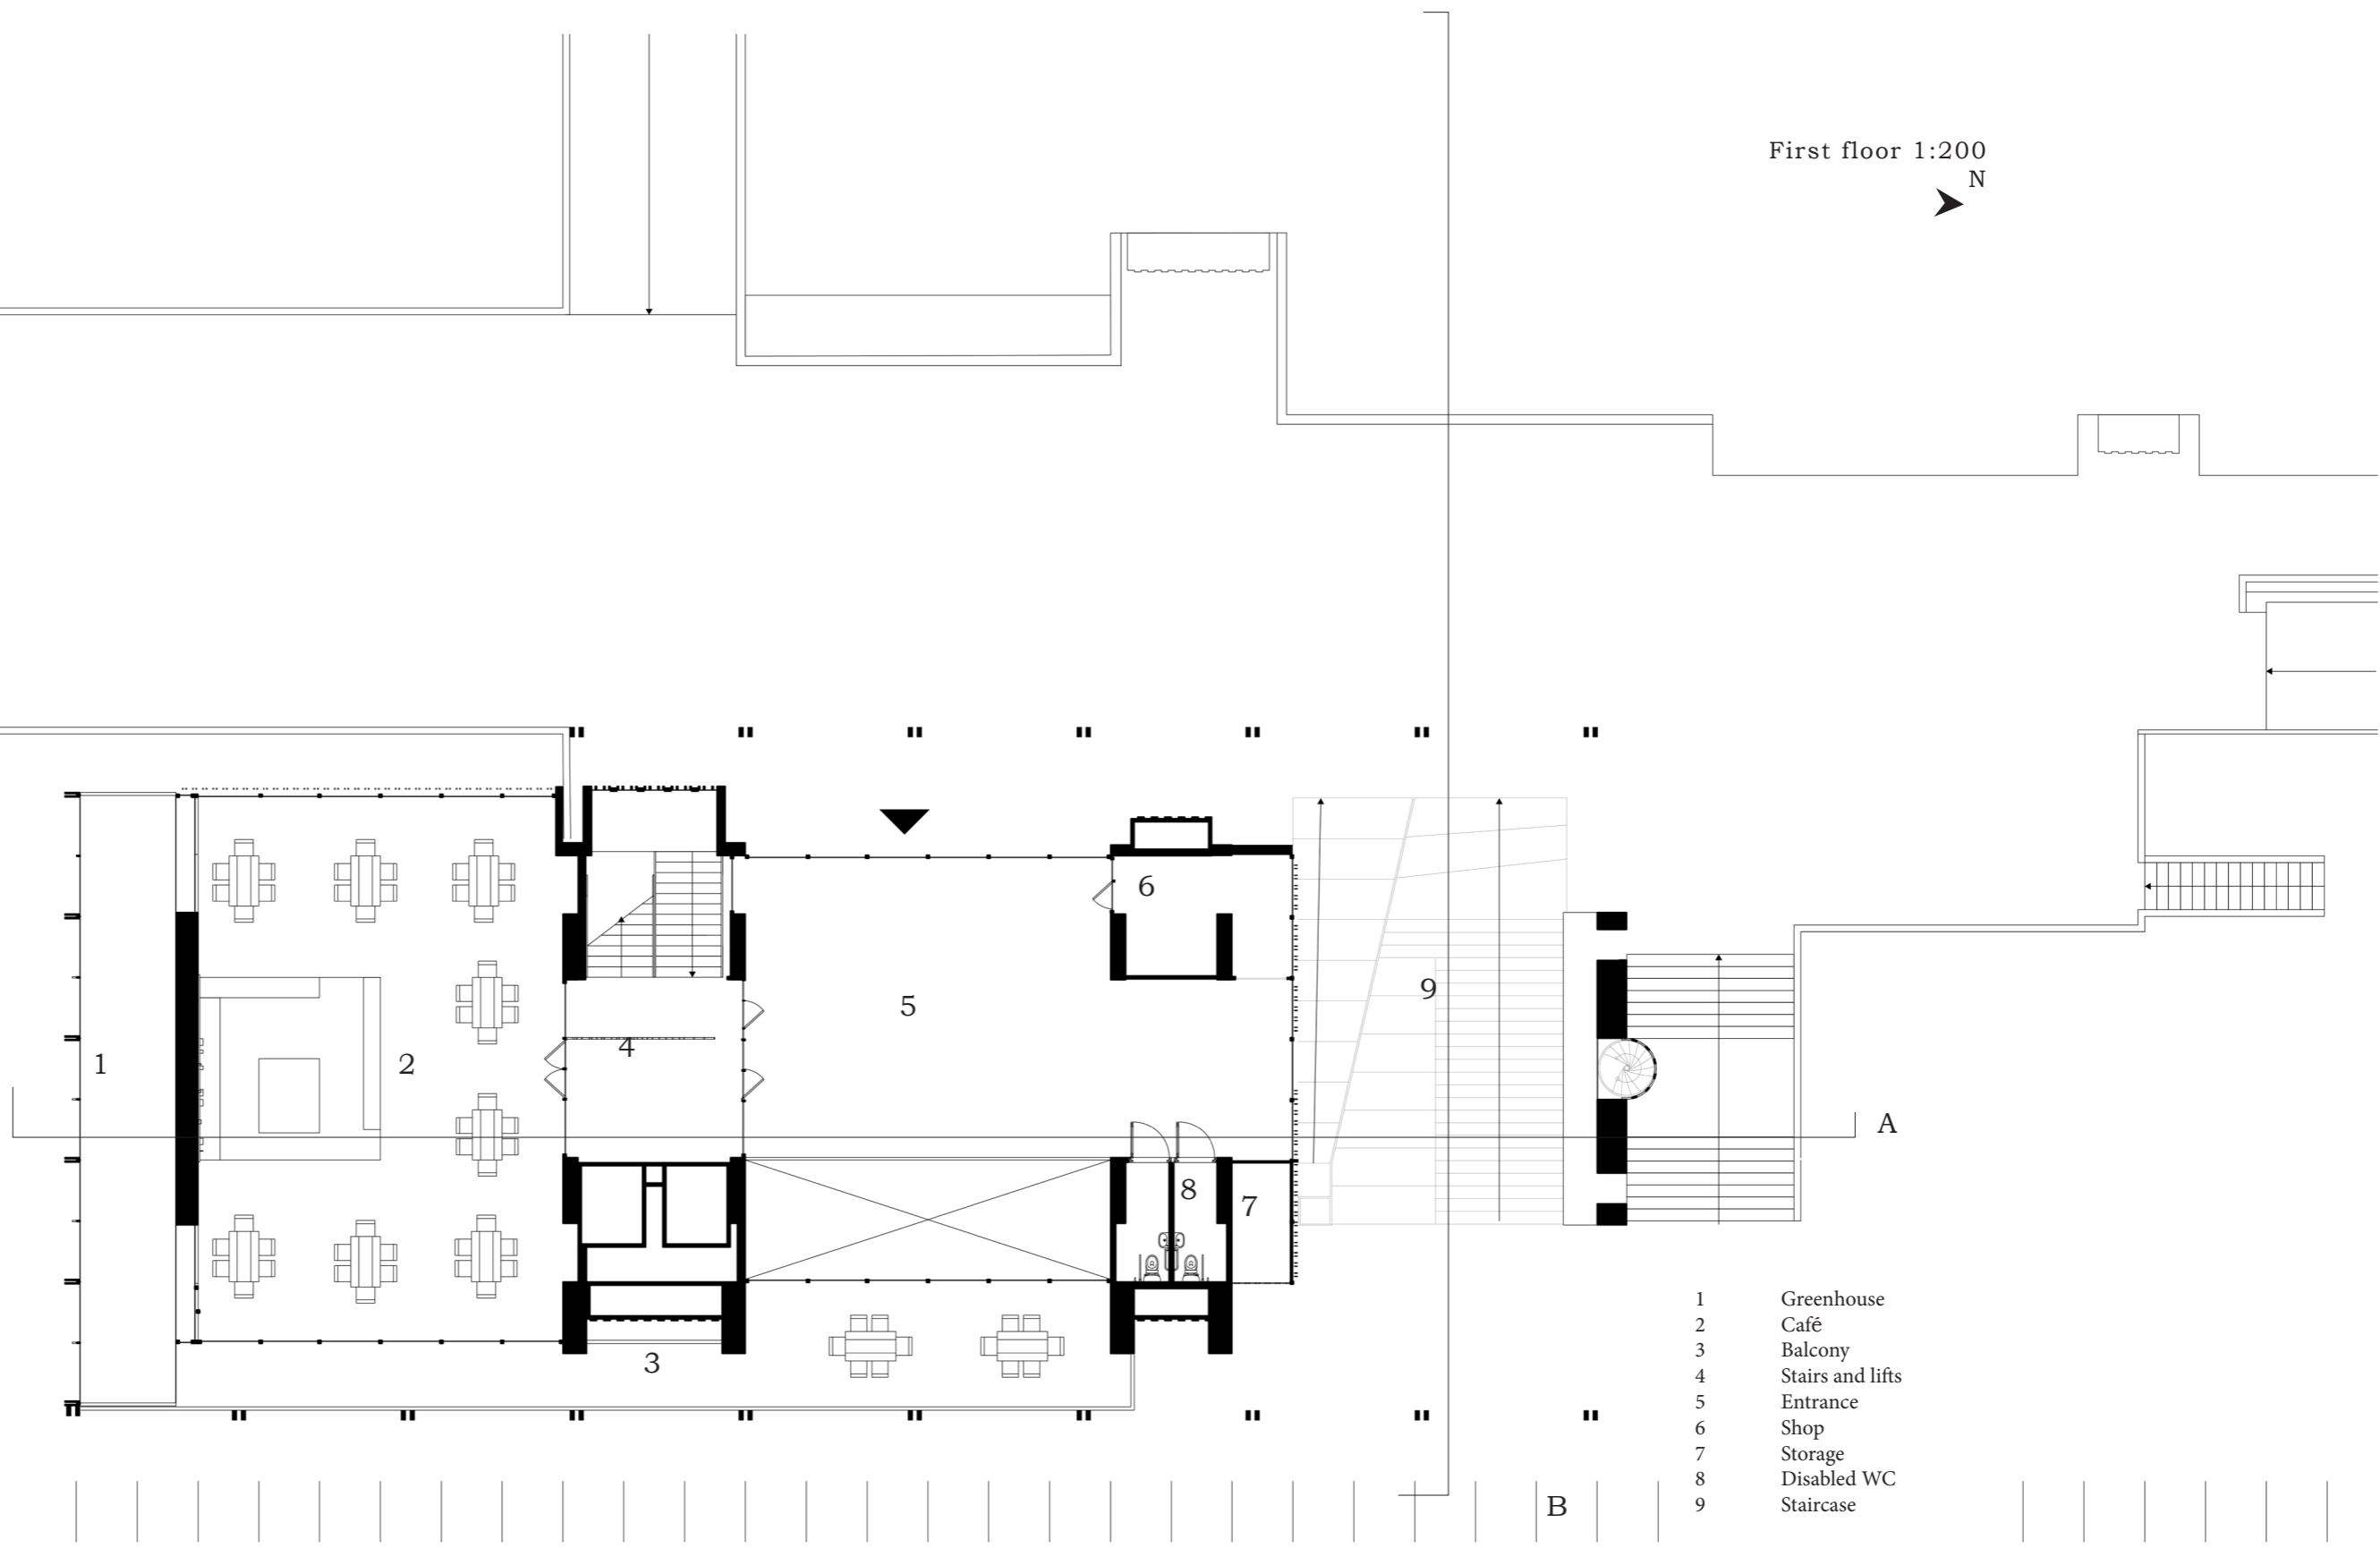 First floor 1:200
N
6
5
9
4
1
2
A
8
7
3
1 Greenhouse
2 Café
3 Balcony
4 Stairs and lifts
5 Entrance
6 Shop
7 Storage
8 Disabled WC
9 Staircase
B